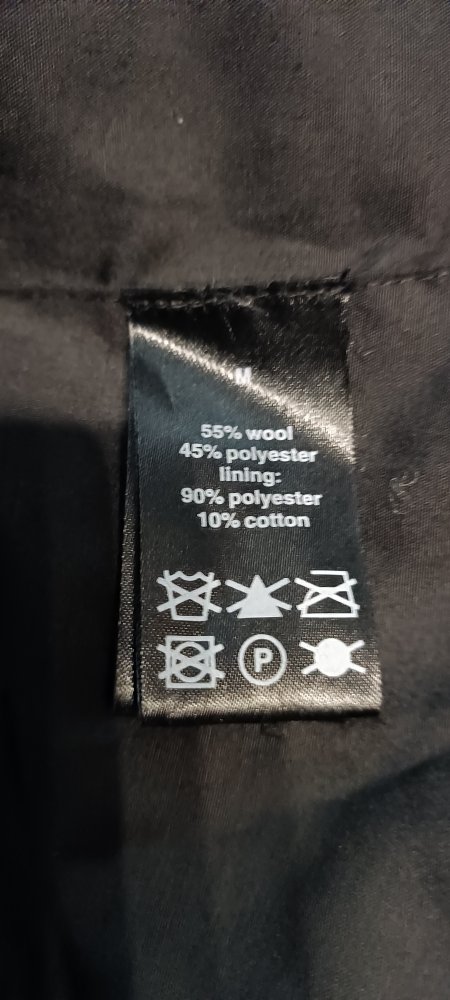 M
55% wool
45% polyester
lining:
90% polyester
10% cotton
P